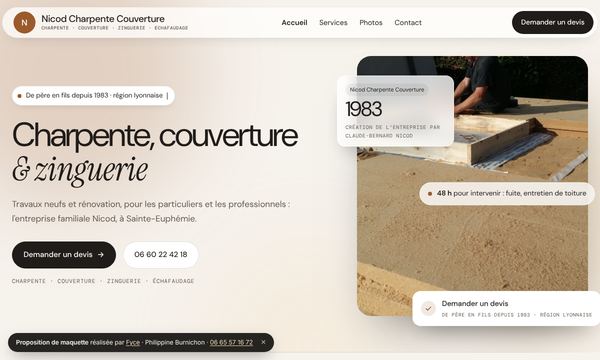 N
Nicod Charpente Couverture
CHARPENTE · COUVERTURE · ZINGUERIE · ÉCHAFAUDAGE
Accueil
Services
Photos
Contact
Demander un devis
De père en fils depuis 1983 · région lyonnaise |
Charpente, couverture
& zinguerie
Travaux neufs et rénovation, pour les particuliers et les professionnels :
l'entreprise familiale Nicod, à Sainte-Euphémie.
Demander un devis →
06 60 22 42 18
CHARPENTE · COUVERTURE · ZINGUERIE · ÉCHAFAUDAGE
Nicod Charpente Couverture
1983
CRÉATION DE L'ENTREPRISE PAR
CLAUDE-BERNARD NICOD
48 h pour intervenir : fuite, entretien de toiture
Demander un devis
DE PÈRE EN FILS DEPUIS 1983 · RÉGION LYONNAISE
Proposition de maquette réalisée par Fyce · Philippine Burnichon · 06 65 57 16 72 ×